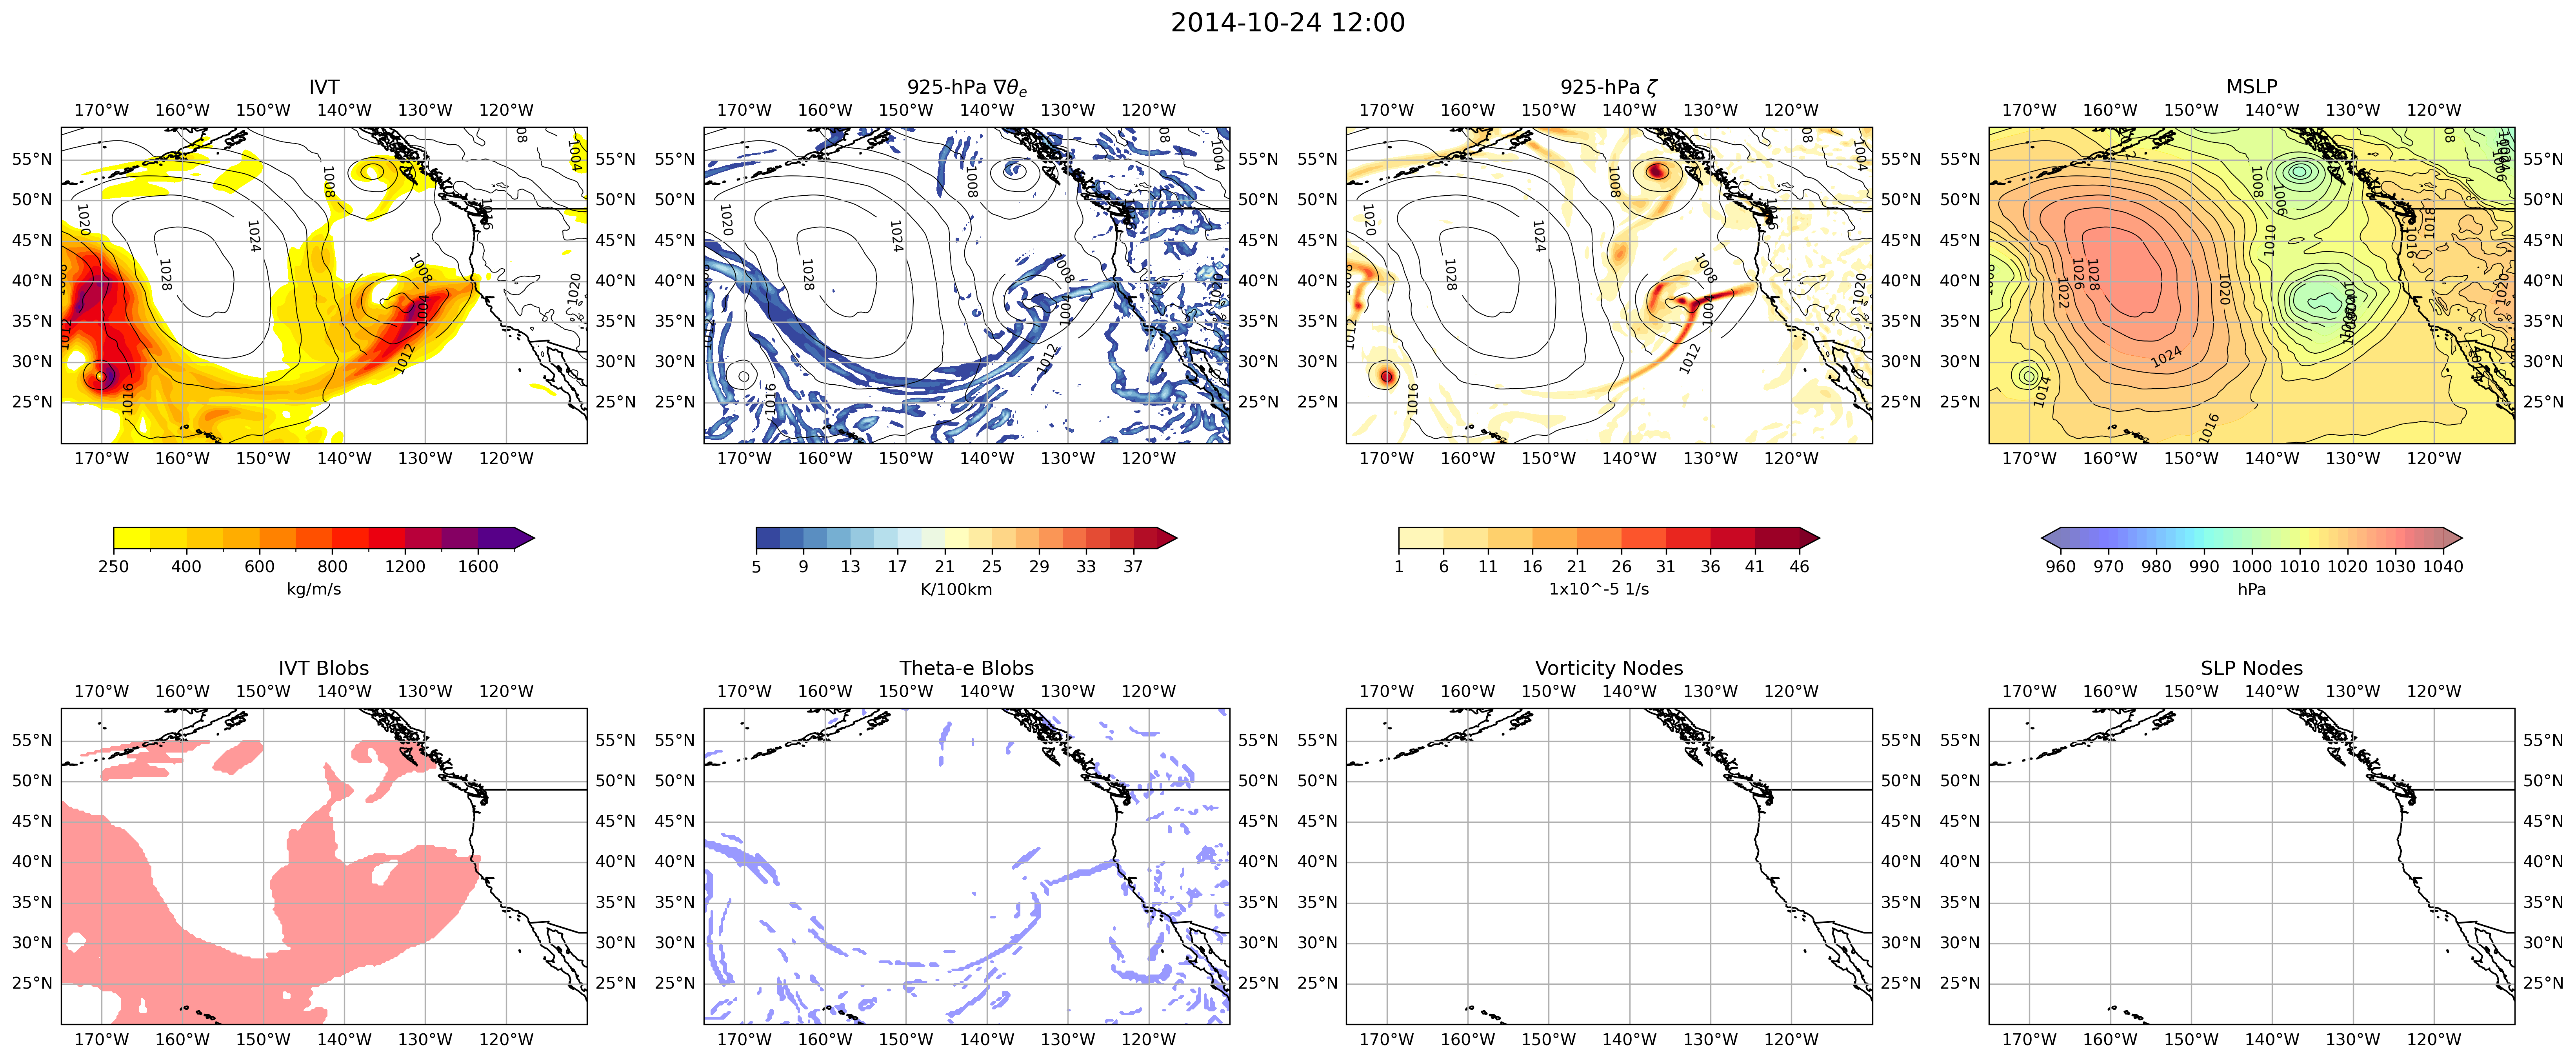 2014-10-24 12:00
IVT
925-hPa ∇θe
925-hPa ζ
MSLP
170°W 160°W 150°W 140°W 130°W 120°W
170°W 160°W 150°W 140°W 130°W 120°W
170°W 160°W 150°W 140°W 130°W 120°W
170°W 160°W 150°W 140°W 130°W 120°W
55°N 55°N 55°N 55°N 55°N 55°N 55°N 55°N
50°N 50°N 50°N 50°N 50°N 50°N 50°N 50°N
45°N 45°N 45°N 45°N 45°N 45°N 45°N 45°N
40°N 40°N 40°N 40°N 40°N 40°N 40°N 40°N
35°N 35°N 35°N 35°N 35°N 35°N 35°N 35°N
30°N 30°N 30°N 30°N 30°N 30°N 30°N 30°N
25°N 25°N 25°N 25°N 25°N 25°N 25°N 25°N
1004 1008 1020 1024 1016 1028 1008 1020 1004 1012 1012 1016
1004 1008 1020 1024 1016 1028 1008 1020 1004 1012 1012 1016
1004 1008 1020 1024 1016 1028 1008 1020 1004 1012 1012 1016
1008 1006 1006 1018 1010 1016 1028 1026 1022 1020 1020 1024 1014 1016
170°W 160°W 150°W 140°W 130°W 120°W
170°W 160°W 150°W 140°W 130°W 120°W
170°W 160°W 150°W 140°W 130°W 120°W
170°W 160°W 150°W 140°W 130°W 120°W
250 400 600 800 1200 1600
kg/m/s
5 9 13 17 21 25 29 33 37
K/100km
1 6 11 16 21 26 31 36 41 46
1x10^-5 1/s
960 970 980 990 1000 1010 1020 1030 1040
hPa
IVT Blobs
Theta-e Blobs
Vorticity Nodes
SLP Nodes
170°W 160°W 150°W 140°W 130°W 120°W
170°W 160°W 150°W 140°W 130°W 120°W
170°W 160°W 150°W 140°W 130°W 120°W
170°W 160°W 150°W 140°W 130°W 120°W
55°N 55°N 55°N 55°N 55°N 55°N 55°N 55°N
50°N 50°N 50°N 50°N 50°N 50°N 50°N 50°N
45°N 45°N 45°N 45°N 45°N 45°N 45°N 45°N
40°N 40°N 40°N 40°N 40°N 40°N 40°N 40°N
35°N 35°N 35°N 35°N 35°N 35°N 35°N 35°N
30°N 30°N 30°N 30°N 30°N 30°N 30°N 30°N
25°N 25°N 25°N 25°N 25°N 25°N 25°N 25°N
170°W 160°W 150°W 140°W 130°W 120°W
170°W 160°W 150°W 140°W 130°W 120°W
170°W 160°W 150°W 140°W 130°W 120°W
170°W 160°W 150°W 140°W 130°W 120°W